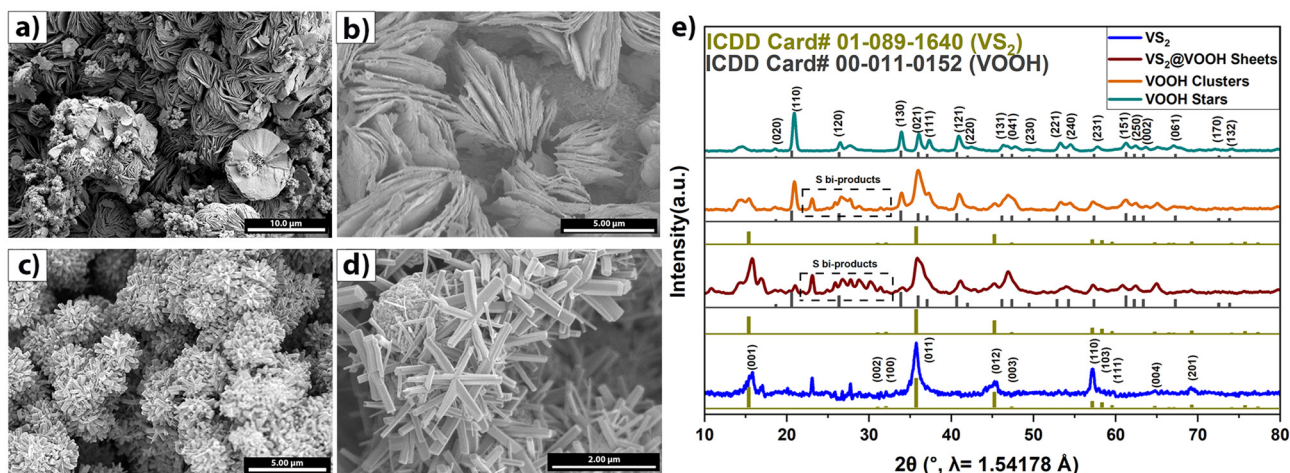 a)
10.0 µm
b)
5.00 µm
c)
5.00 µm
d)
2.00 µm
e)
ICDD Card# 01-089-1640 (VS₂)
ICDD Card# 00-011-0152 (VOOH)
VS₂
VS₂@VOOH Sheets
VOOH Clusters
VOOH Stars
(020)
(110)
(120)
(130)
(021)
(111)
(121)
(220)
(131)
(041)
(230)
(221)
(240)
(231)
(151)
(250)
(002)
(061)
(170)
(132)
S bi-products
S bi-products
(001)
(002)
(100)
(011)
(012)
(003)
(110)
(103)
(111)
(004)
(201)
Intensity(a.u.)
10 20 30 40 50 60 70 80
2θ (°, λ= 1.54178 Å)